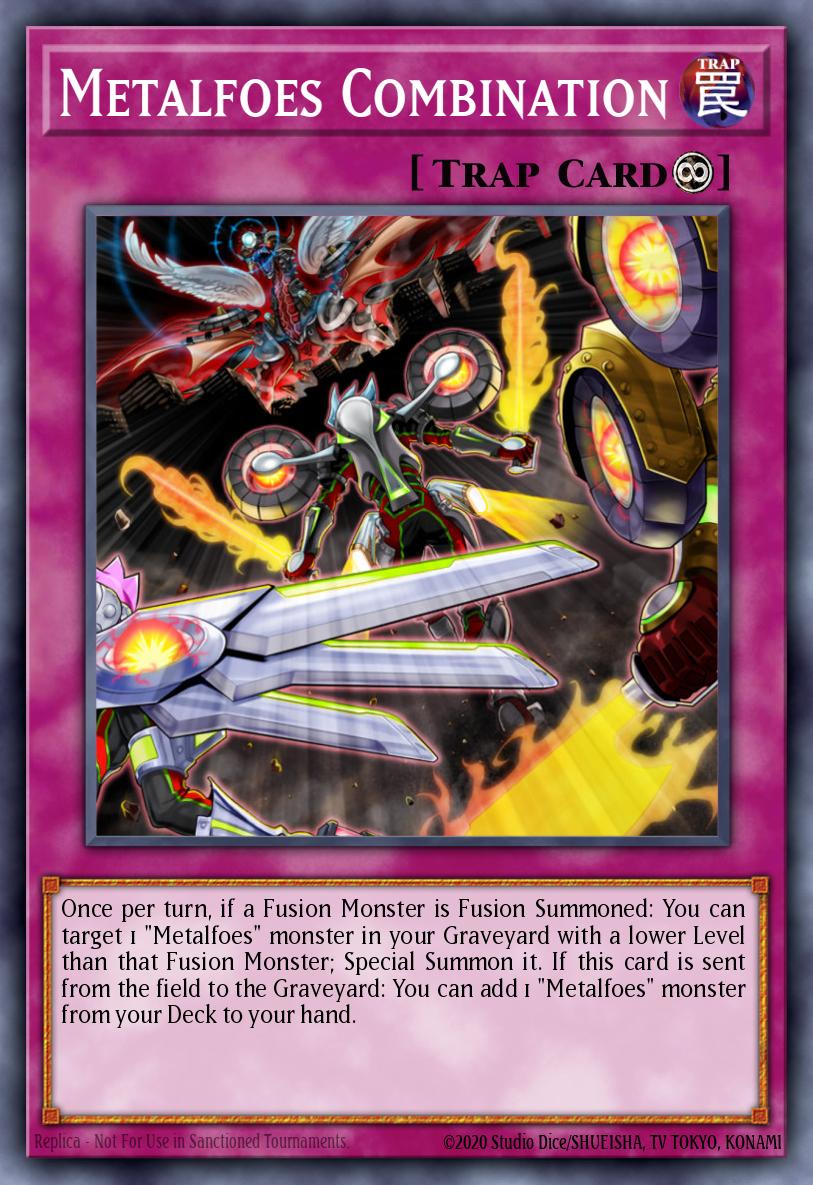 METALFOES COMBINATION
TRAP
罠
[ TRAP CARD ∞ ]
Once per turn, if a Fusion Monster is Fusion Summoned: You can
target 1 "Metalfoes" monster in your Graveyard with a lower Level
than that Fusion Monster; Special Summon it. If this card is sent
from the field to the Graveyard: You can add 1 "Metalfoes" monster
from your Deck to your hand.
Replica - Not For Use in Sanctioned Tournaments.
©2020 Studio Dice/SHUEISHA, TV TOKYO, KONAMI